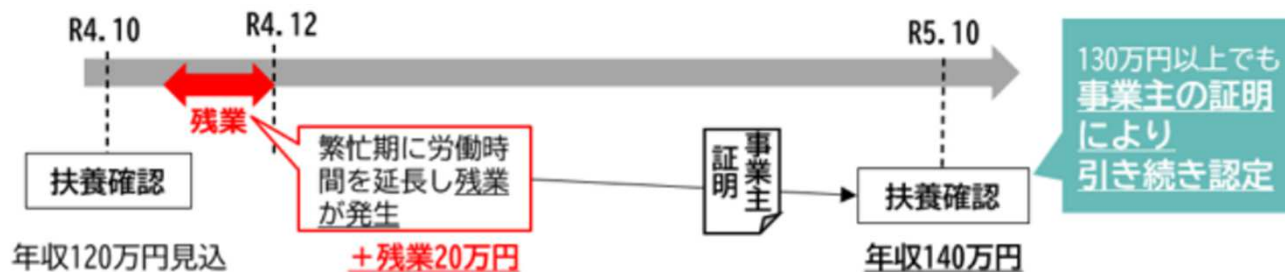 R4.10
R4.12
R5.10
残業
扶養確認
年収120万円見込
繁忙期に労働時
間を延長し残業
が発生
＋残業20万円
事業主
証明
扶養確認
年収140万円
130万円以上でも
事業主の証明
により
引き続き認定